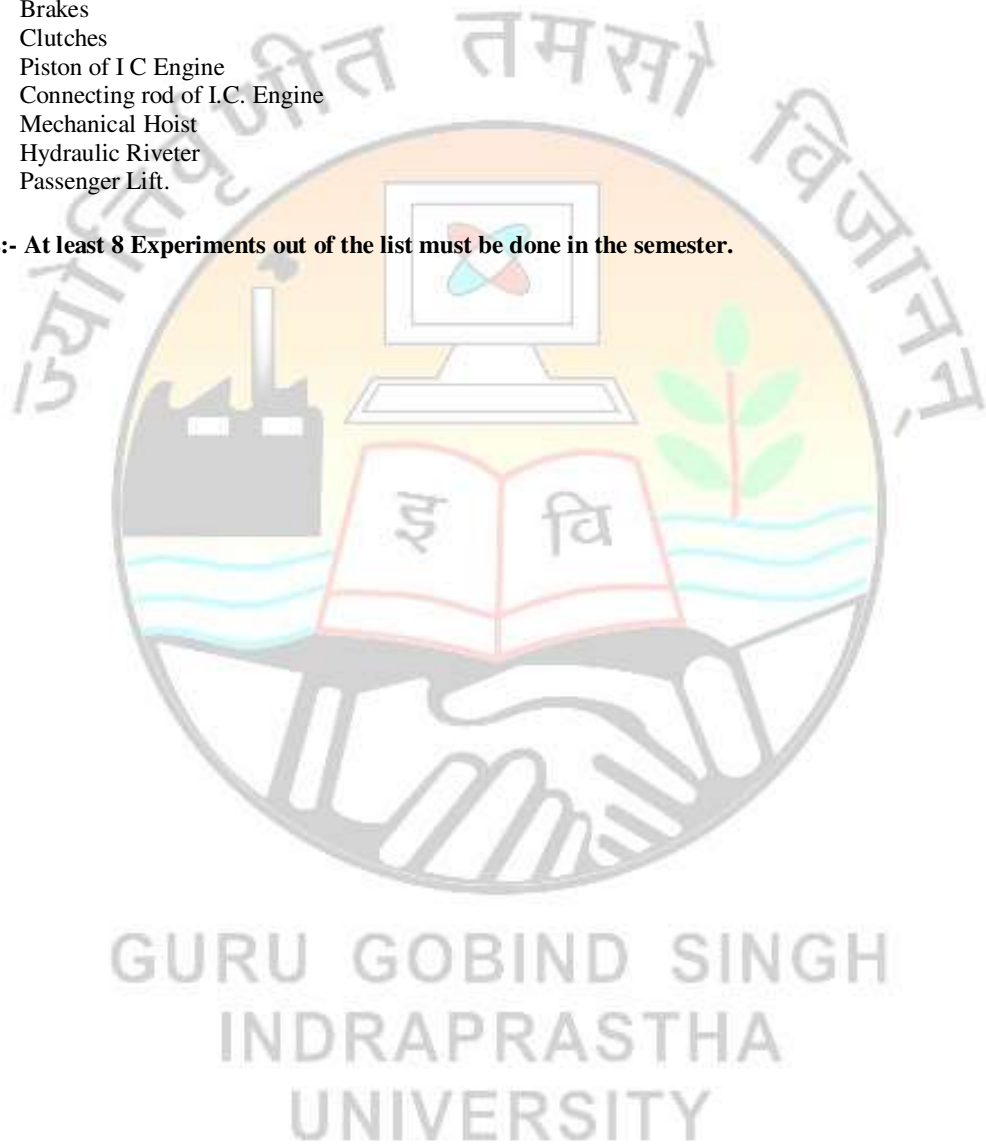 Brakes
Clutches
Piston of I C Engine
Connecting rod of I.C. Engine
Mechanical Hoist
Hydraulic Riveter
Passenger Lift.
:- At least 8 Experiments out of the list must be done in the semester.
ज्योतिर्वृणीत तमसो विजानन्
इ वि
GURU GOBIND SINGH
INDRAPRASTHA
UNIVERSITY